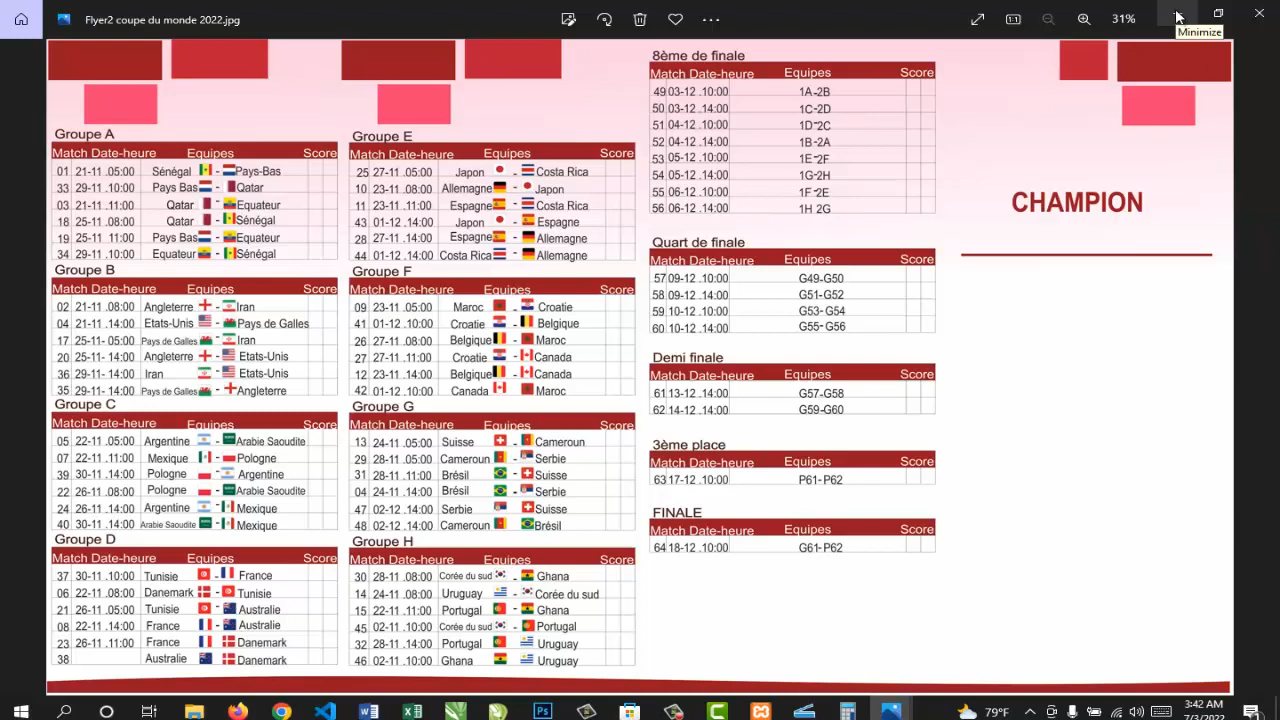 Flyer2 coupe du monde 2022.jpg
31%
Minimize
Groupe A
Match Date-heure Equipes Score
01 21-11 .05:00 Sénégal - Pays-Bas
33 29-11 .10:00 Pays Bas - Qatar
03 21-11 .11:00 Qatar - Equateur
18 25-11 .08:00 Qatar - Sénégal
19 25-11 11:00 Pays Bas - Equateur
34 29-11 .10:00 Equateur - Sénégal
Groupe B
Match Date-heure Equipes Score
02 21-11 .08:00 Angleterre - Iran
04 21-11 .14:00 Etats-Unis - Pays de Galles
17 25-11- 05:00 Pays de Galles - Iran
20 25-11- 14:00 Angleterre - Etats-Unis
36 29-11- 14:00 Iran - Etats-Unis
35 29-11- 14:00 Pays de Galles - Angleterre
Groupe C
Match Date-heure Equipes Score
05 22-11 .05:00 Argentine - Arabie Saoudite
07 22-11 .11:00 Mexique - Pologne
39 30-11 .14:00 Pologne - Argentine
22 26-11 .08:00 Pologne - Arabie Saoudite
24 26-11 .14:00 Argentine - Mexique
40 30-11 .14:00 Arabie Saoudite - Mexique
Groupe D
Match Date-heure Equipes Score
37 30-11 .10:00 Tunisie - France
06 22-11 .08:00 Danemark - Tunisie
21 26-11 .05:00 Tunisie - Australie
08 22-11 .14:00 France - Australie
23 26-11 .11:00 France - Danemark
38 Australie Danemark
Groupe E
Match Date-heure Equipes Score
25 27-11 .05:00 Japon - Costa Rica
10 23-11 .08:00 Allemagne - Japon
11 23-11 .11:00 Espagne - Costa Rica
43 01-12 .14:00 Japon - Espagne
28 27-11 .14:00 Espagne - Allemagne
44 01-12 .14:00 Costa Rica - Allemagne
Groupe F
Match Date-heure Equipes Score
09 23-11 .05:00 Maroc - Croatie
41 01-12 .10:00 Croatie - Belgique
26 27-11 .08:00 Belgique - Maroc
27 27-11 .11:00 Croatie - Canada
12 23-11 .14:00 Belgique - Canada
42 01-12 .10:00 Canada - Maroc
Groupe G
Match Date-heure Equipes Score
13 24-11 .05:00 Suisse - Cameroun
29 28-11 .05:00 Cameroun - Serbie
31 28-11 .11:00 Brésil - Suisse
04 24-11 .14:00 Brésil - Serbie
47 02-12 .14:00 Serbie - Suisse
48 02-12 .14:00 Cameroun - Brésil
Groupe H
Match Date-heure Equipes Score
30 28-11 .08:00 Corée du sud - Ghana
14 24-11 .08:00 Uruguay - Corée du sud
15 22-11 .11:00 Portugal - Ghana
45 02-11 .10:00 Corée du sud - Portugal
32 28-11 .14:00 Portugal - Uruguay
46 02-11 .10:00 Ghana - Uruguay
8ème de finale
Match Date-heure Equipes Score
49 03-12 .10:00 1A-2B
50 03-12 .14:00 1C-2D
51 04-12 .10:00 1D-2C
52 04-12 .14:00 1B-2A
53 05-12 .10:00 1E-2F
54 05-12 .14:00 1G-2H
55 06-12 .10:00 1F-2E
56 06-12 .14:00 1H 2G
Quart de finale
Match Date-heure Equipes Score
57 09-12 .10:00 G49-G50
58 09-12 .14:00 G51-G52
59 10-12 .10:00 G53-G54
60 10-12 .14:00 G55-G56
Demi finale
Match Date-heure Equipes Score
61 13-12 .14:00 G57-G58
62 14-12 .14:00 G59-G60
3ème place
Match Date-heure Equipes Score
63 17-12 .10:00 P61-P62
FINALE
Match Date-heure Equipes Score
64 18-12 .10:00 G61-P62
CHAMPION
79°F
3:42 AM
7/3/2022